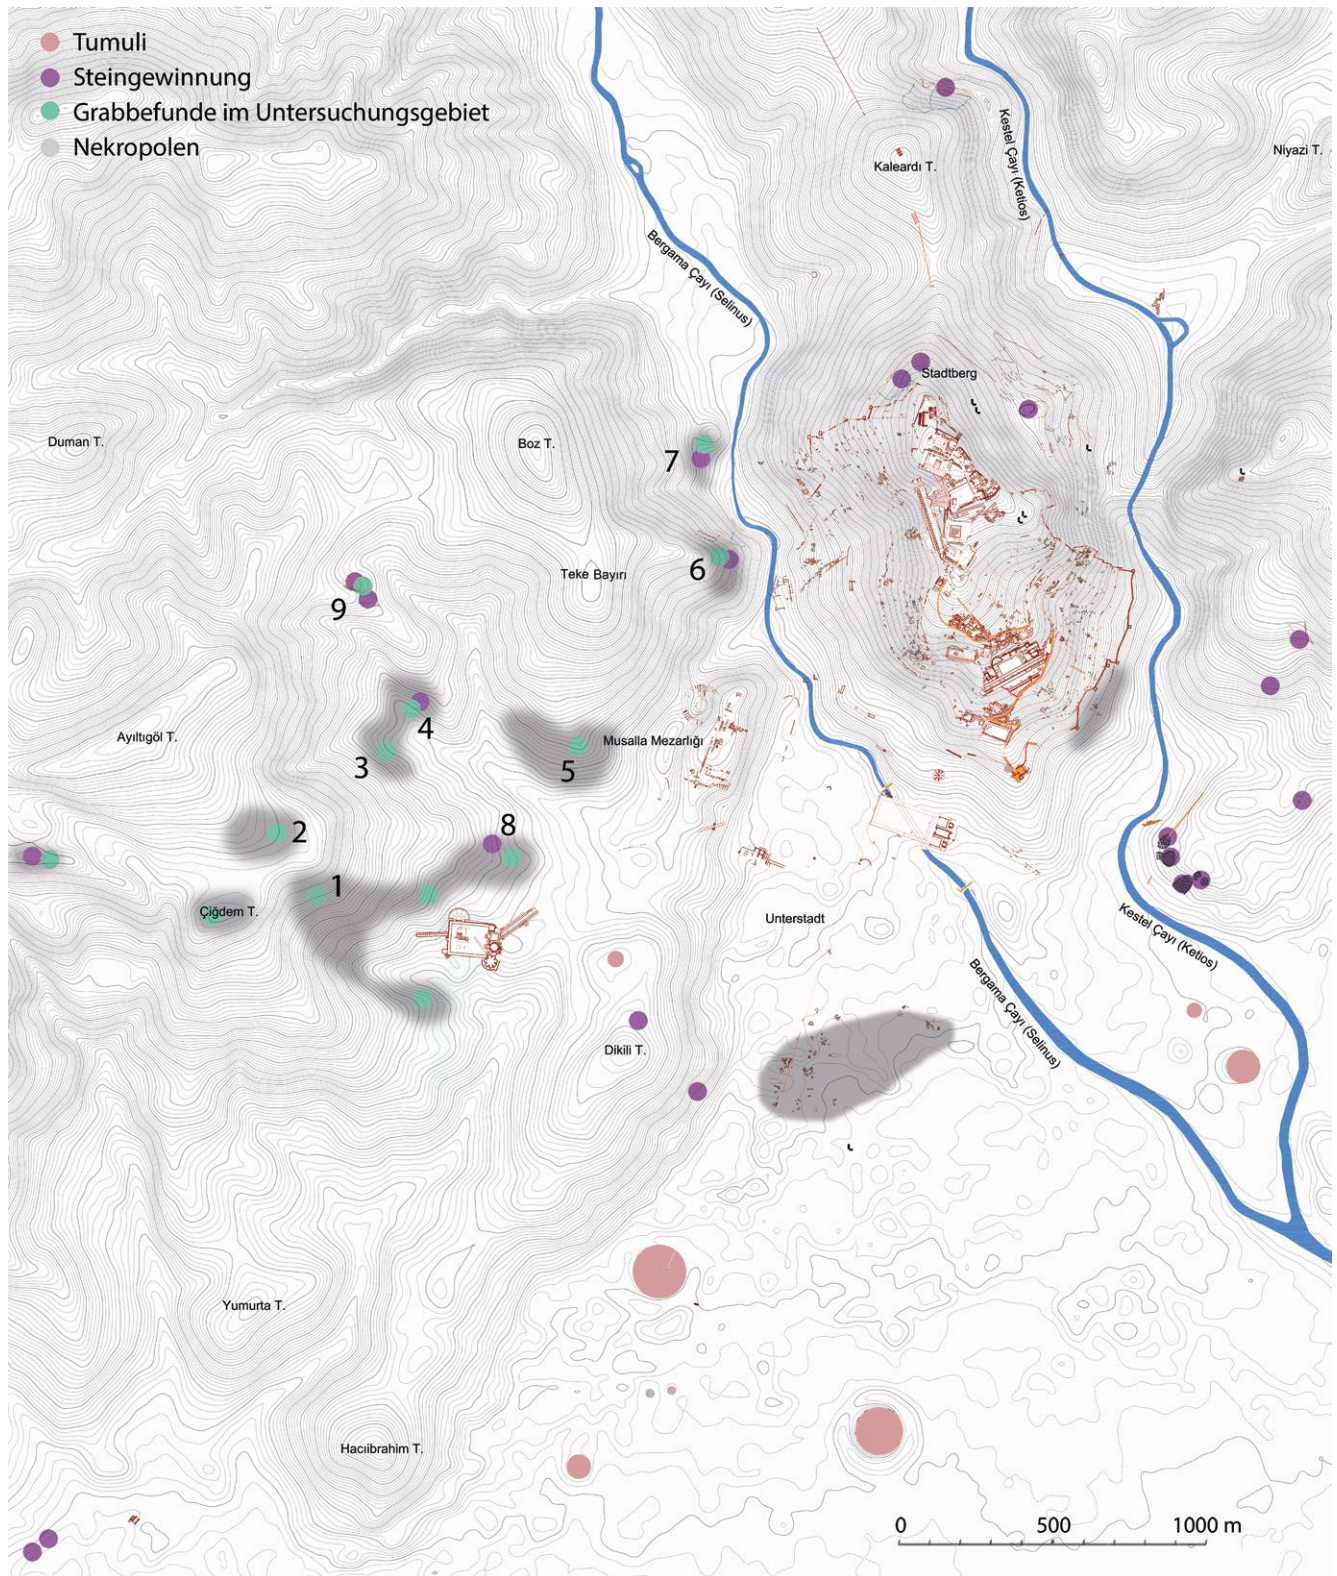 Tumuli
Steingewinnung
Grabbefunde im Untersuchungsgebiet
Nekropolen
Kestel Çayı (Ketios)
Niyazi T.
Kaleardı T.
Bergama Çayı (Selinus)
Stadtberg
Duman T.
Boz T.
7
6
Teke Bayırı
9
4
Ayıltıgöl T.
Musalla Mezarlığı
3
5
2
8
1
Çiğdem T.
Unterstadt
Kestel Çayı (Ketios)
Bergama Çayı (Selinus)
Dikili T.
Yumurta T.
Hacıibrahim T.
0 500 1000 m